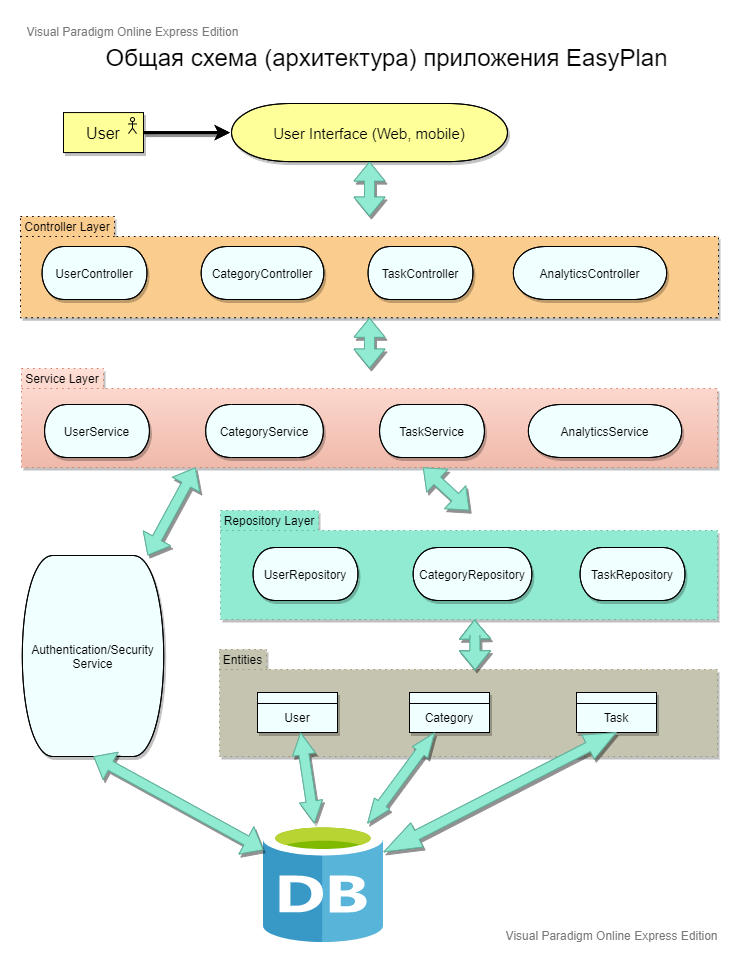 Visual Paradigm Online Express Edition
Общая схема (архитектура) приложения EasyPlan
User
User Interface (Web, mobile)
Controller Layer
UserController
CategoryController
TaskController
AnalyticsController
Service Layer
UserService
CategoryService
TaskService
AnalyticsService
Repository Layer
UserRepository
CategoryRepository
TaskRepository
Authentication/Security
Service
Entities
User
Category
Task
DB
Visual Paradigm Online Express Edition